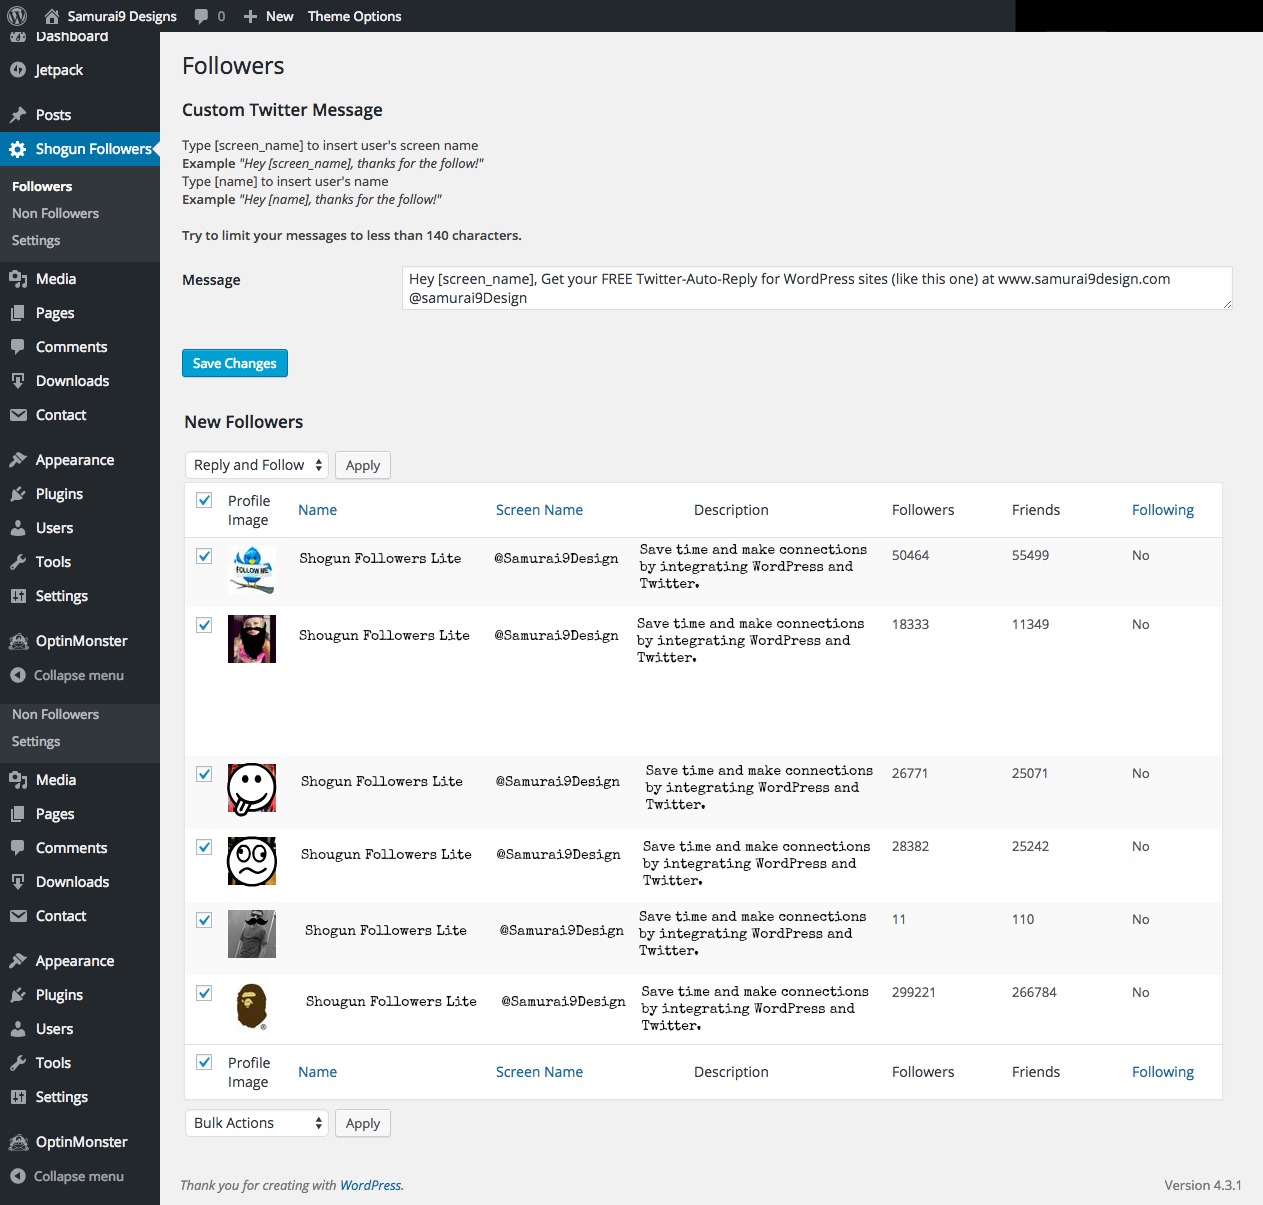 Samurai9 Designs 0 New Theme Options
Dashboard
Jetpack
Posts
Shogun Followers
Followers
Non Followers
Settings
Media
Pages
Comments
Downloads
Contact
Appearance
Plugins
Users
Tools
Settings
OptinMonster
Collapse menu
Non Followers
Settings
Media
Pages
Comments
Downloads
Contact
Appearance
Plugins
Users
Tools
Settings
OptinMonster
Collapse menu
Followers
Custom Twitter Message
Type [screen_name] to insert user's screen name
Example "Hey [screen_name], thanks for the follow!"
Type [name] to insert user's name
Example "Hey [name], thanks for the follow!"
Try to limit your messages to less than 140 characters.
Message
Hey [screen_name], Get your FREE Twitter-Auto-Reply for WordPress sites (like this one) at www.samurai9design.com
@samurai9Design
Save Changes
New Followers
Reply and Follow Apply
Profile Image Name Screen Name Description Followers Friends Following
FOLLOW ME
Shogun Followers Lite @Samurai9Design
Save time and make connections
by integrating WordPress and
Twitter.
50464 55499 No
Shougun Followers Lite @Samurai9Design
Save time and make connections
by integrating WordPress and
Twitter.
18333 11349 No
Shogun Followers Lite @Samurai9Design
Save time and make connections
by integrating WordPress and
Twitter.
26771 25071 No
Shougun Followers Lite @Samurai9Design
Save time and make connections
by integrating WordPress and
Twitter.
28382 25242 No
Shogun Followers Lite @Samurai9Design
Save time and make connections
by integrating WordPress and
Twitter.
11 110 No
®
Shougun Followers Lite @Samurai9Design
Save time and make connections
by integrating WordPress and
Twitter.
299221 266784 No
Profile Image Name Screen Name Description Followers Friends Following
Bulk Actions Apply
Thank you for creating with WordPress.
Version 4.3.1